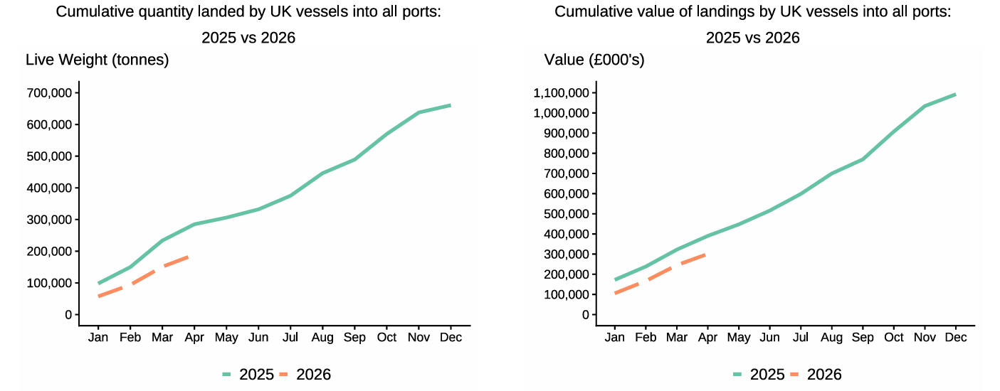 Cumulative quantity landed by UK vessels into all ports:
2025 vs 2026
Live Weight (tonnes)
700,000
600,000
500,000
400,000
300,000
200,000
100,000
0
Jan Feb Mar Apr May Jun Jul Aug Sep Oct Nov Dec
2025 2026
Cumulative value of landings by UK vessels into all ports:
2025 vs 2026
Value (£000's)
1,100,000
1,000,000
900,000
800,000
700,000
600,000
500,000
400,000
300,000
200,000
100,000
0
Jan Feb Mar Apr May Jun Jul Aug Sep Oct Nov Dec
2025 2026